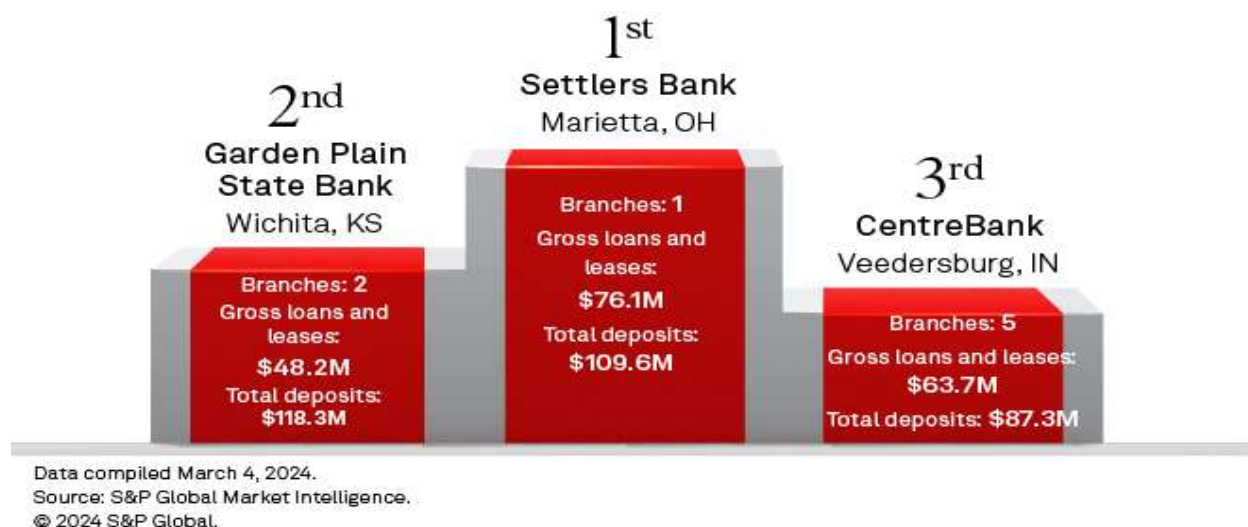 1st
Settlers Bank
Marietta, OH
Branches: 1
Gross loans and
leases:
$76.1M
Total deposits:
$109.6M
2nd
Garden Plain
State Bank
Wichita, KS
Branches: 2
Gross loans and
leases:
$48.2M
Total deposits:
$118.3M
3rd
CentreBank
Veedersburg, IN
Branches: 5
Gross loans and leases:
$63.7M
Total deposits: $87.3M
Data compiled March 4, 2024.
Source: S&P Global Market Intelligence.
© 2024 S&P Global.